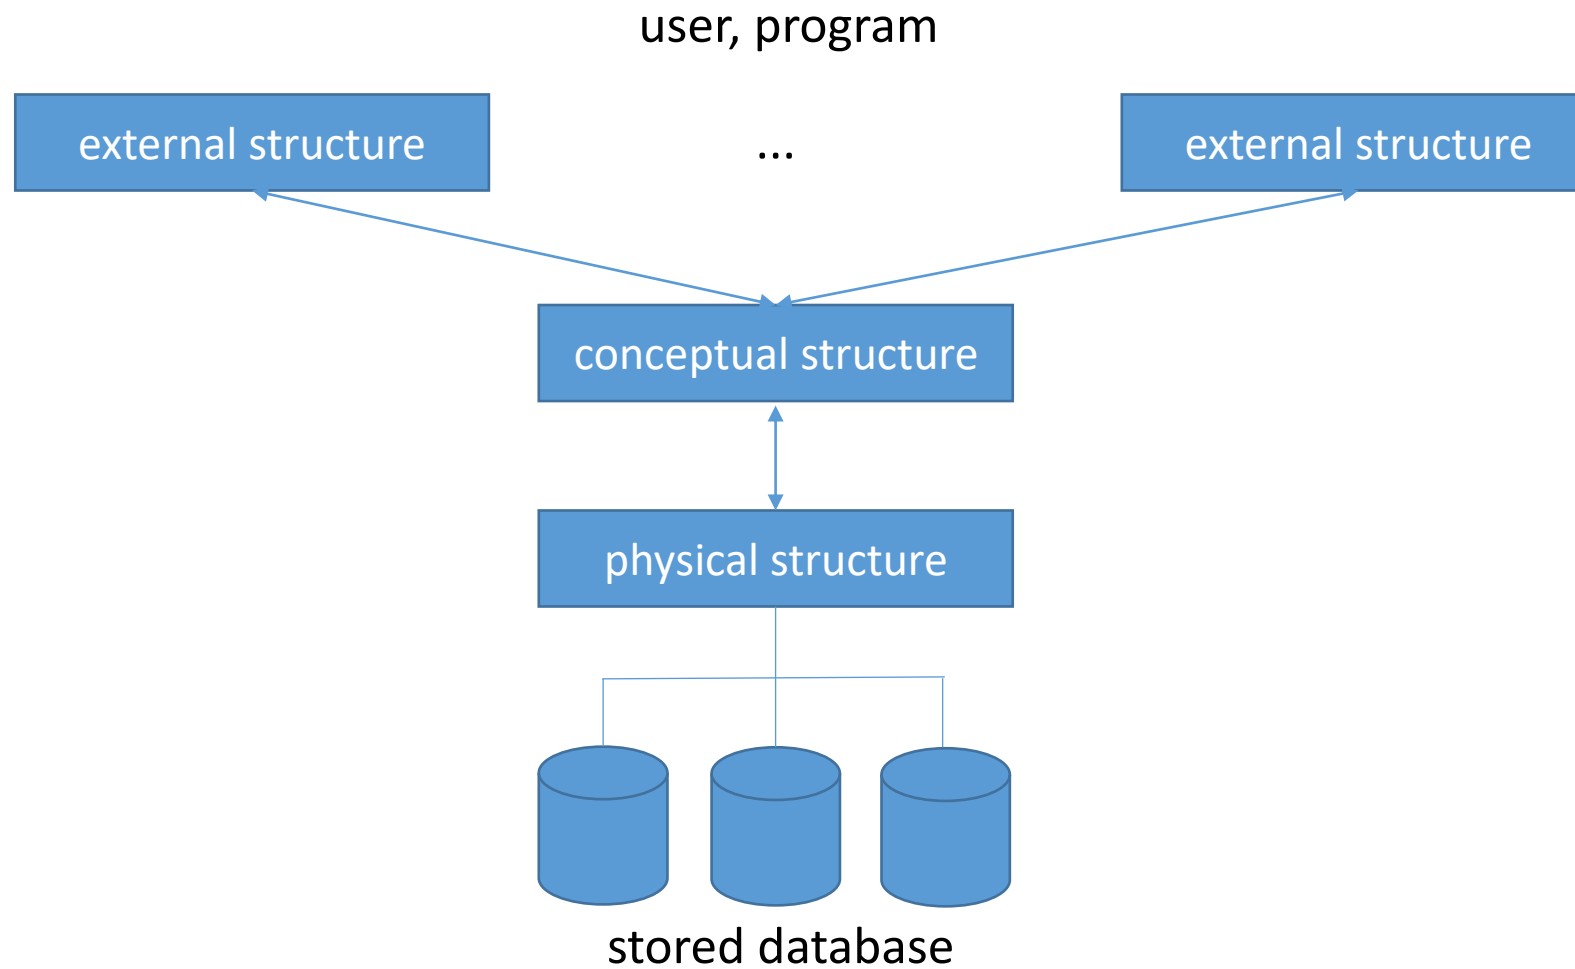 user, program
external structure
...
external structure
conceptual structure
physical structure
stored database